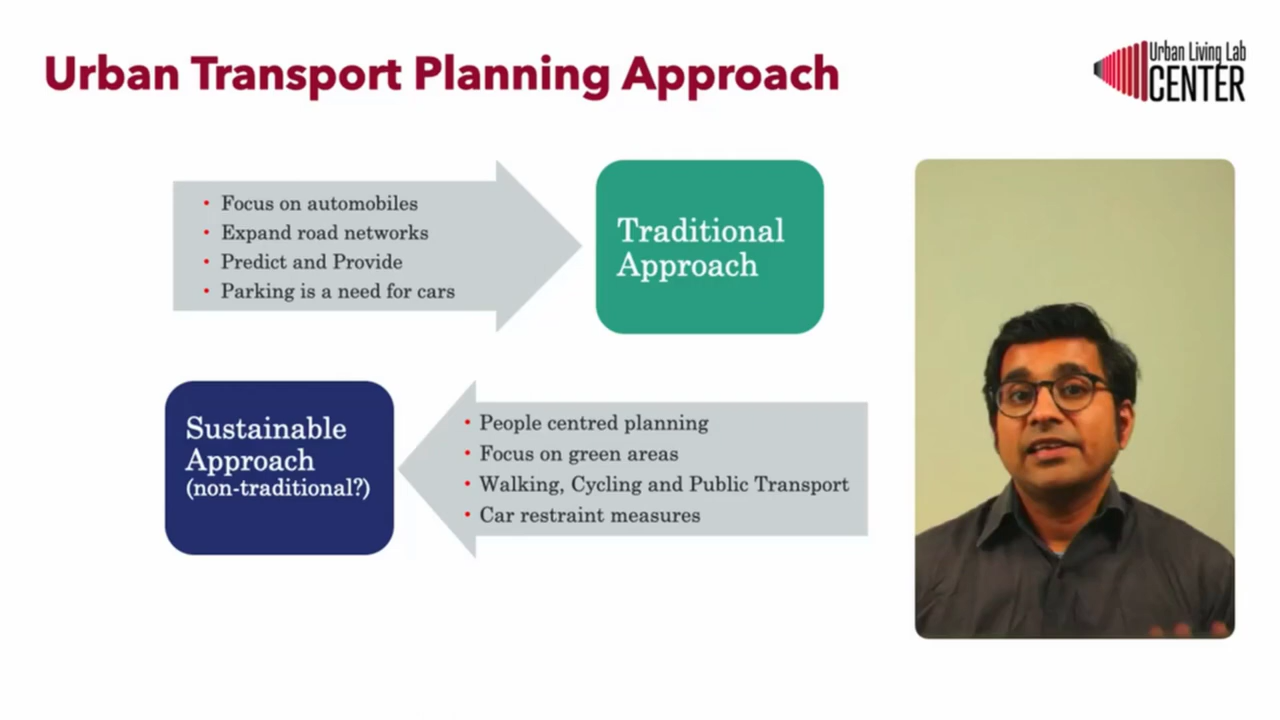 Urban Transport Planning Approach
Urban Living Lab
CENTER
• Focus on automobiles
• Expand road networks
• Predict and Provide
• Parking is a need for cars
Traditional
Approach
Sustainable
Approach
(non-traditional?)
• People centred planning
• Focus on green areas
• Walking, Cycling and Public Transport
• Car restraint measures